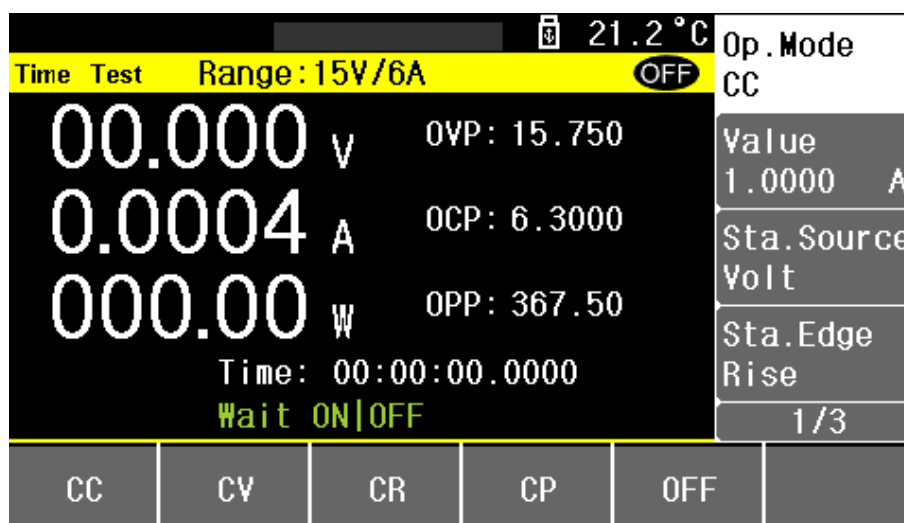 21.2°C
Time Test Range:15V/6A OFF
00.000 V OVP: 15.750
0.0004 A OCP: 6.3000
000.00 W OPP: 367.50
Time: 00:00:00.0000
Wait ON|OFF
Op.Mode
CC
Value
1.0000 A
Sta.Source
Volt
Sta.Edge
Rise
1/3
CC CV CR CP OFF